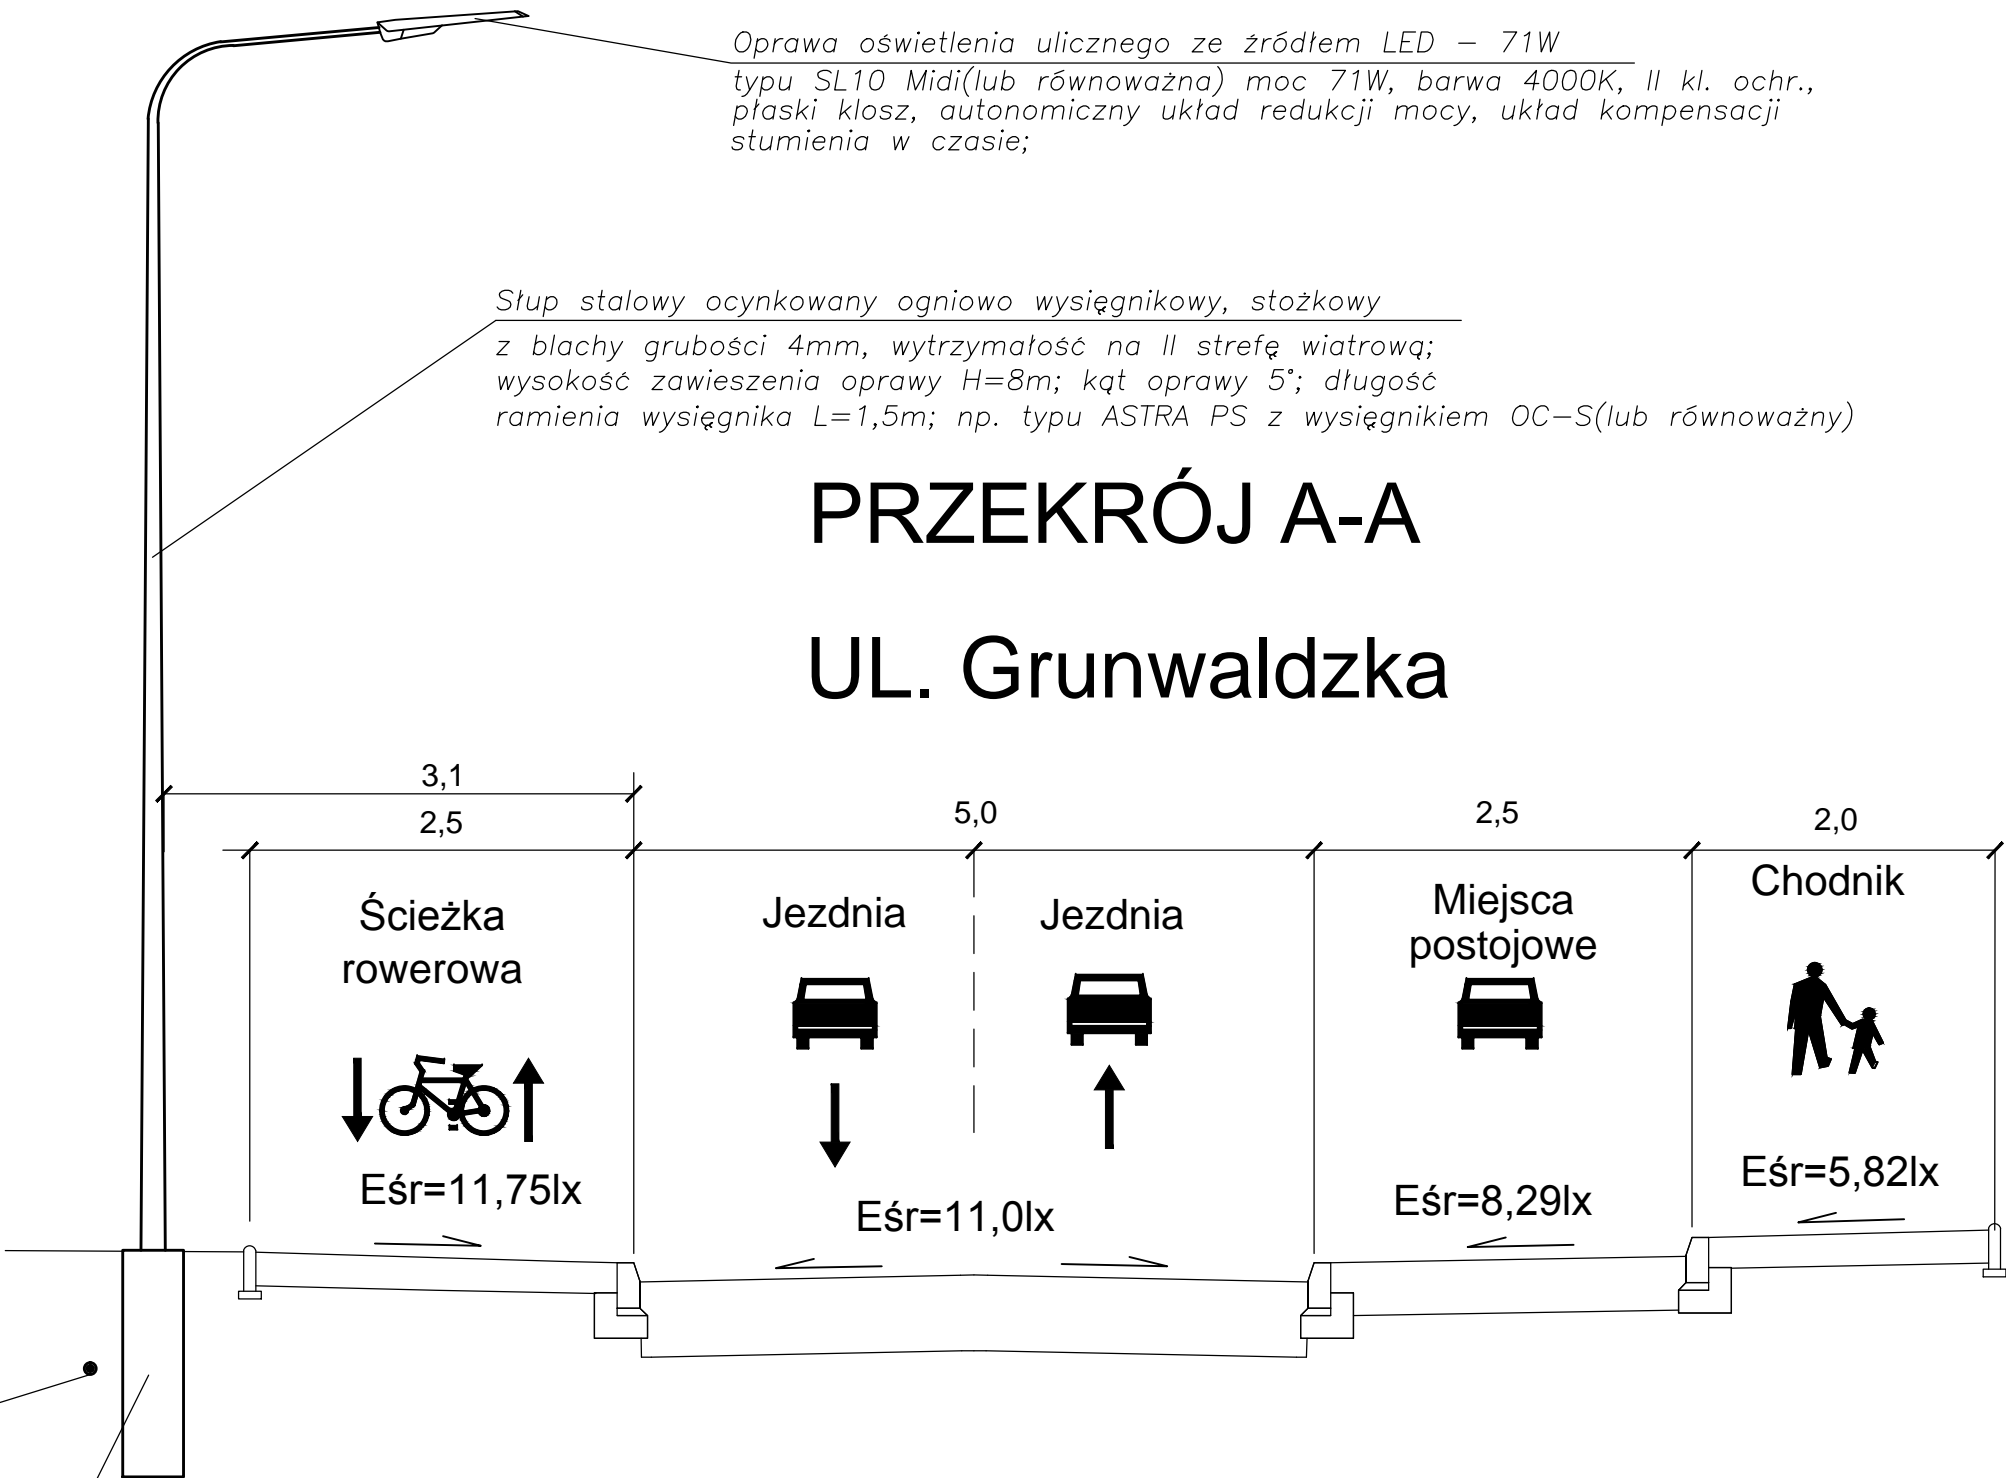 Oprawa oświetlenia ulicznego ze źródłem LED – 71W
typu SL10 Midi(lub równoważna) moc 71W, barwa 4000K, II kl. ochr.,
płaski klosz, autonomiczny układ redukcji mocy, układ kompensacji
stumienia w czasie;
Słup stalowy ocynkowany ogniowo wysięgnikowy, stożkowy
z blachy grubości 4mm, wytrzymałość na II strefę wiatrową;
wysokość zawieszenia oprawy H=8m; kąt oprawy 5°; długość
ramienia wysięgnika L=1,5m; np. typu ASTRA PS z wysięgnikiem OC–S(lub równoważny)
PRZEKRÓJ A-A
UL. Grunwaldzka
3,1
2,5
5,0
2,5
2,0
Ścieżka
rowerowa
Jezdnia
Jezdnia
Miejsca
postojowe
Chodnik
Eśr=11,75lx
Eśr=11,0lx
Eśr=8,29lx
Eśr=5,82lx